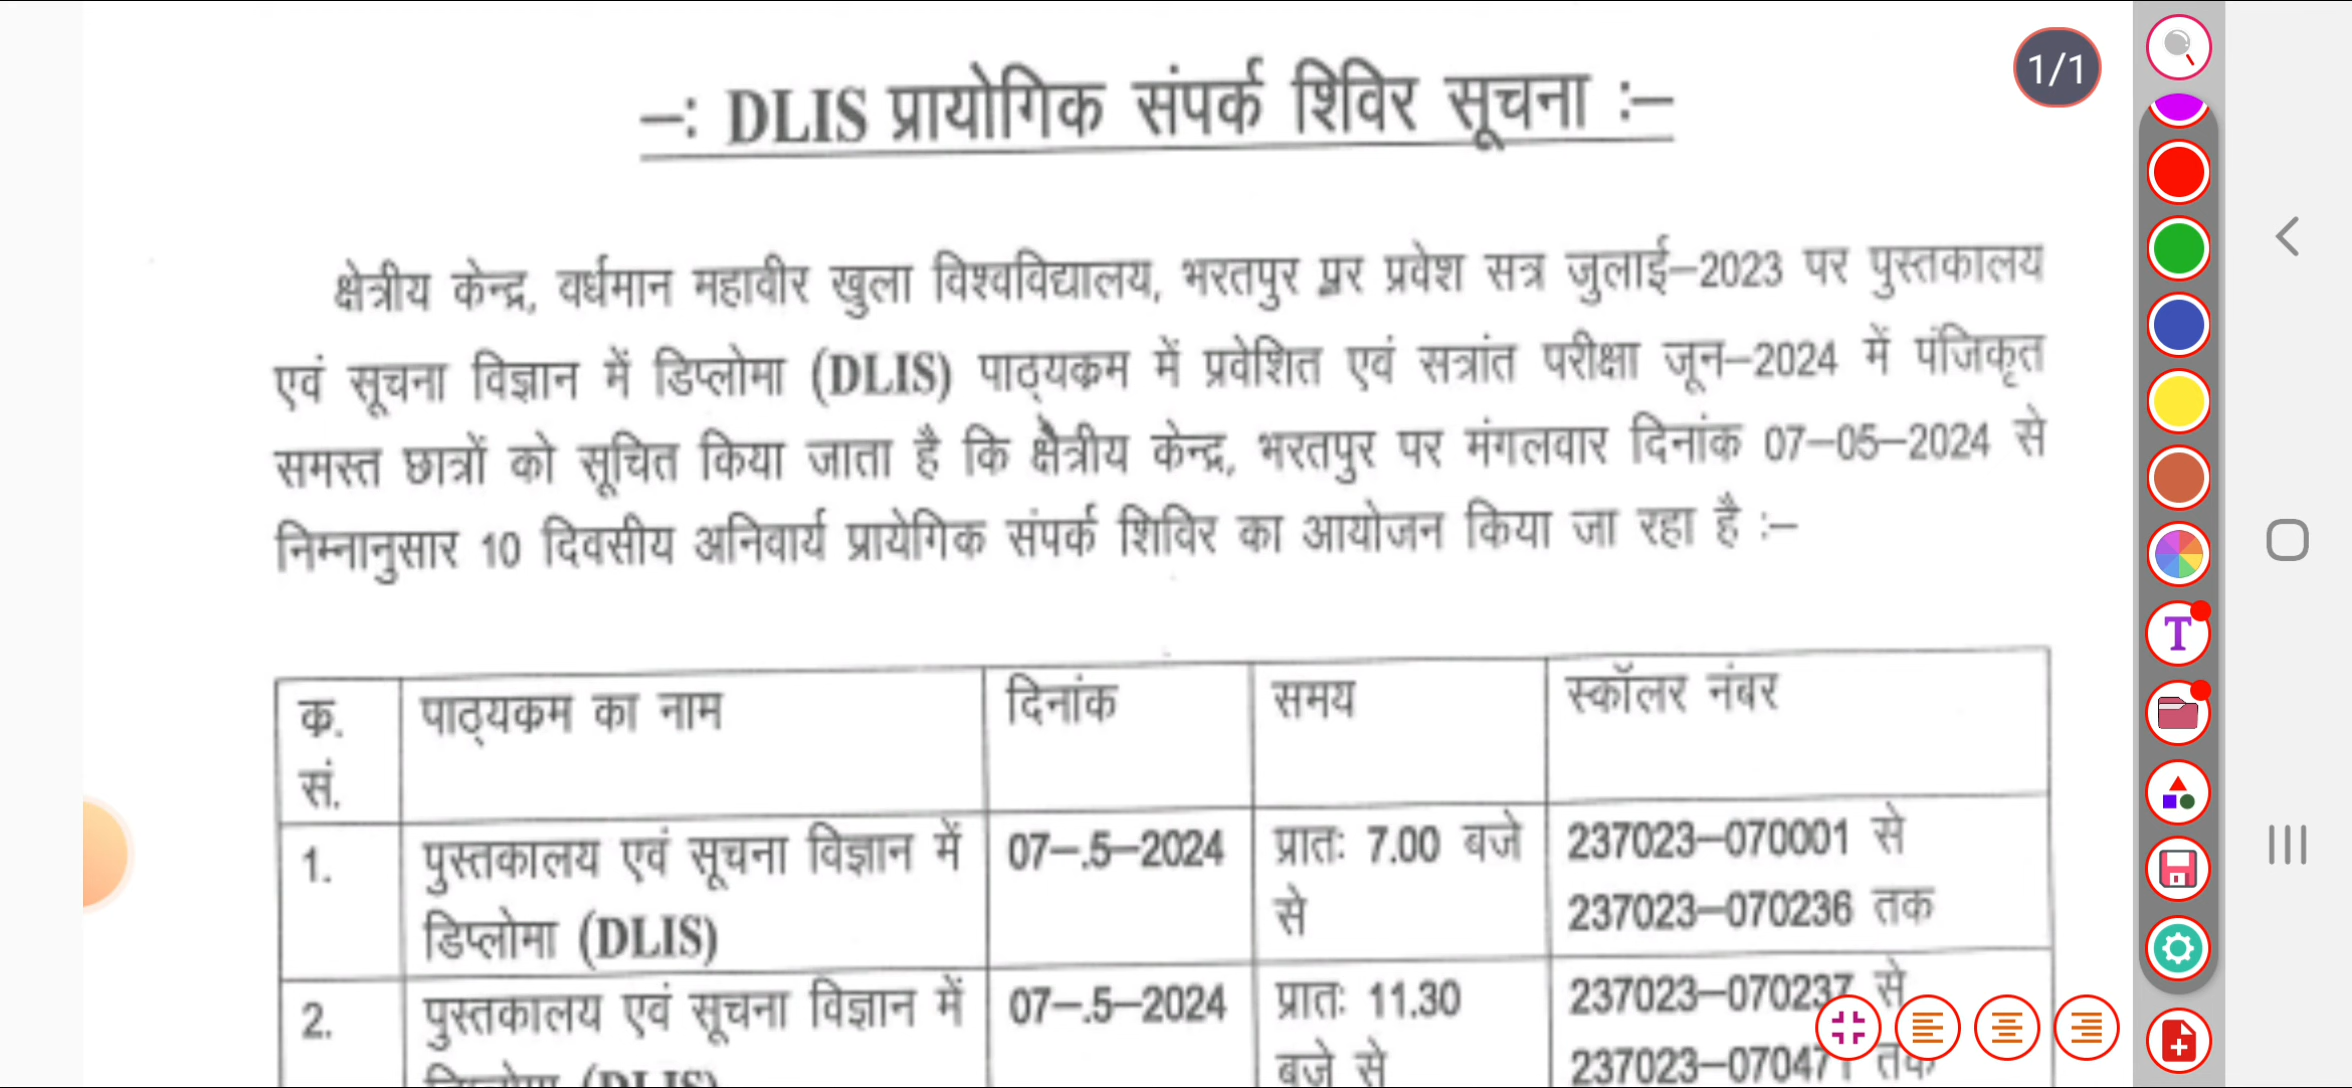 1/1
–: DLIS प्रायोगिक संपर्क शिविर सूचना :–
क्षेत्रीय केन्द्र, वर्धमान महावीर खुला विश्वविद्यालय, भरतपुर प्रर प्रवेश सत्र जुलाई–2023 पर पुस्तकालय
एवं सूचना विज्ञान में डिप्लोमा (DLIS) पाठ्यक्रम में प्रवेशित एवं सत्रांत परीक्षा जून–2024 में पंजिकृत
समस्त छात्रों को सूचित किया जाता है कि क्षेत्रीय केन्द्र, भरतपुर पर मंगलवार दिनांक 07–05–2024 से
निम्नानुसार 10 दिवसीय अनिवार्य प्रायेगिक संपर्क शिविर का आयोजन किया जा रहा है :–
क्र. सं. पाठ्यक्रम का नाम दिनांक समय स्कॉलर नंबर
1. पुस्तकालय एवं सूचना विज्ञान में 07–.5–2024 प्रातः 7.00 बजे 237023–070001 से
डिप्लोमा (DLIS) से 237023–070236 तक
2. पुस्तकालय एवं सूचना विज्ञान में 07–.5–2024 प्रातः 11.30 237023–070237 से
डिप्लोमा (DLIS) बजे से तक
T